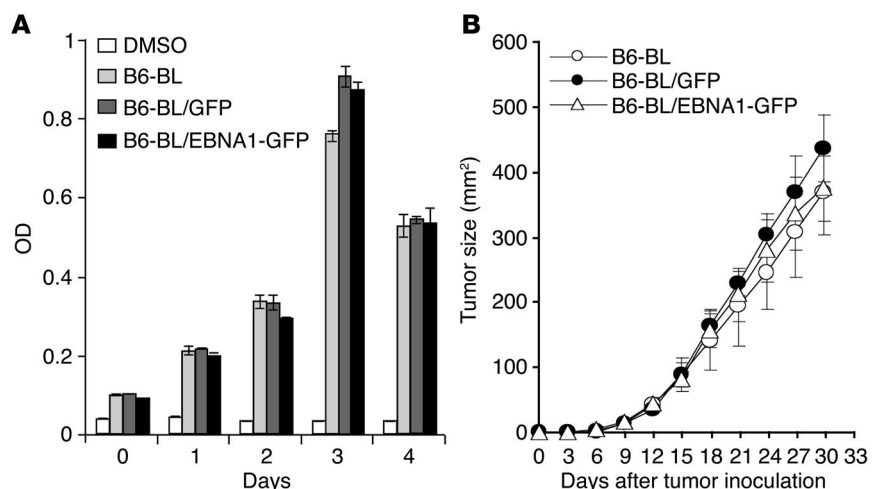 A
1
0.8
0.6
0.4
0.2
0
OD
DMSO
B6-BL
B6-BL/GFP
B6-BL/EBNA1-GFP
0 1 2 3 4
Days
B
600
500
400
300
200
100
0
Tumor size (mm²)
B6-BL
B6-BL/GFP
B6-BL/EBNA1-GFP
0 3 6 9 12 15 18 21 24 27 30 33
Days after tumor inoculation